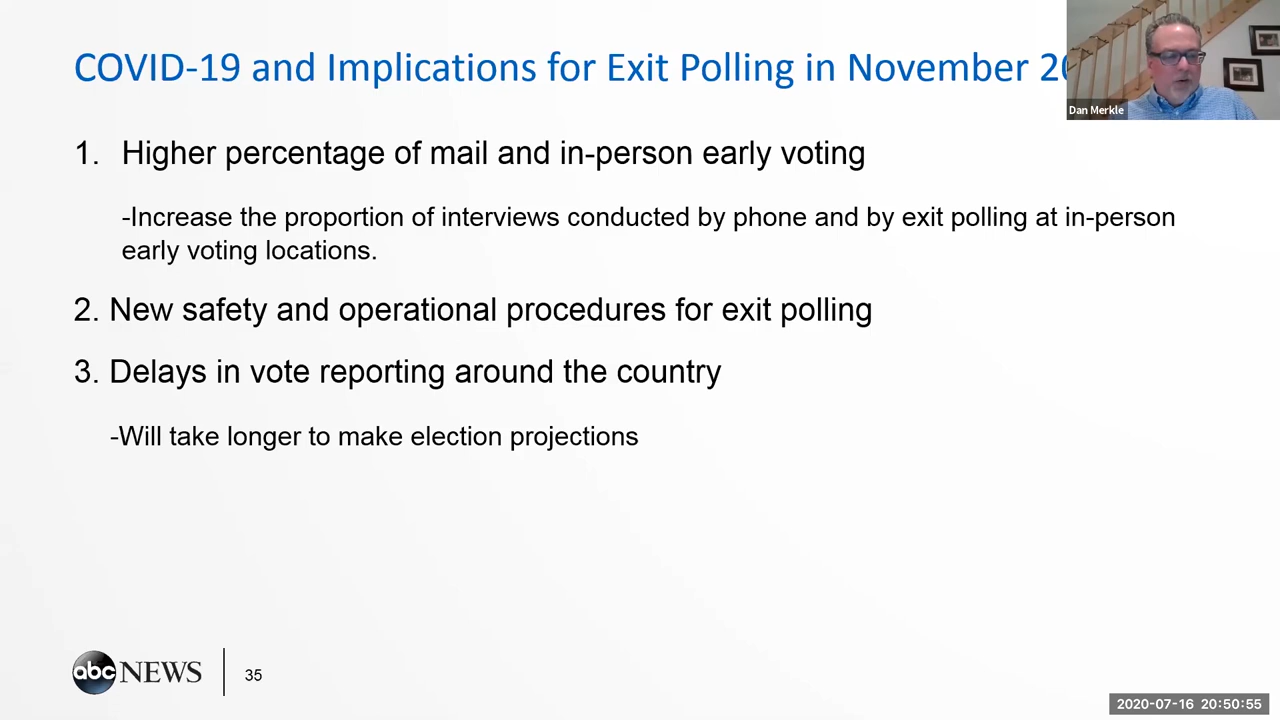 COVID-19 and Implications for Exit Polling in November
Dan Merkle
1. Higher percentage of mail and in-person early voting
-Increase the proportion of interviews conducted by phone and by exit polling at in-person
early voting locations.
2. New safety and operational procedures for exit polling
3. Delays in vote reporting around the country
-Will take longer to make election projections
abc NEWS 35
2020-07-16 20:50:55